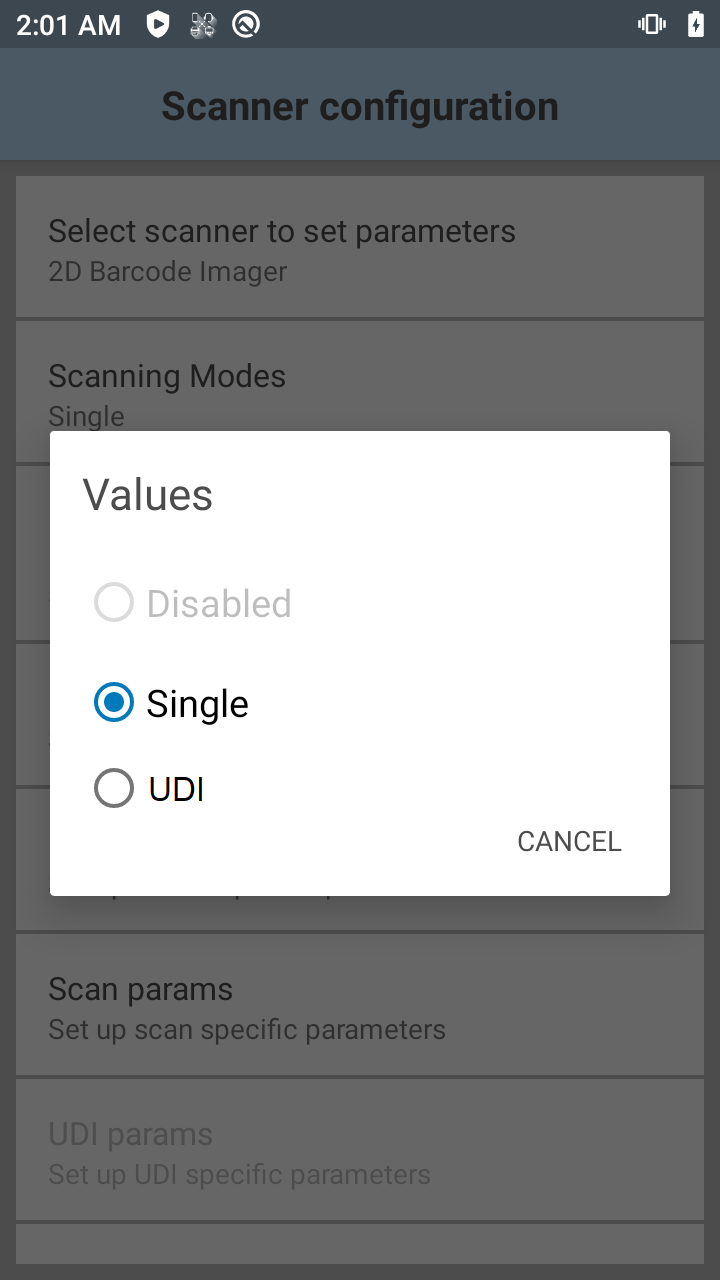 2:01 AM
Scanner configuration
Select scanner to set parameters
2D Barcode Imager
Scanning Modes
Single
Values
Disabled
Single
UDI
CANCEL
Scan params
Set up scan specific parameters
UDI params
Set up UDI specific parameters